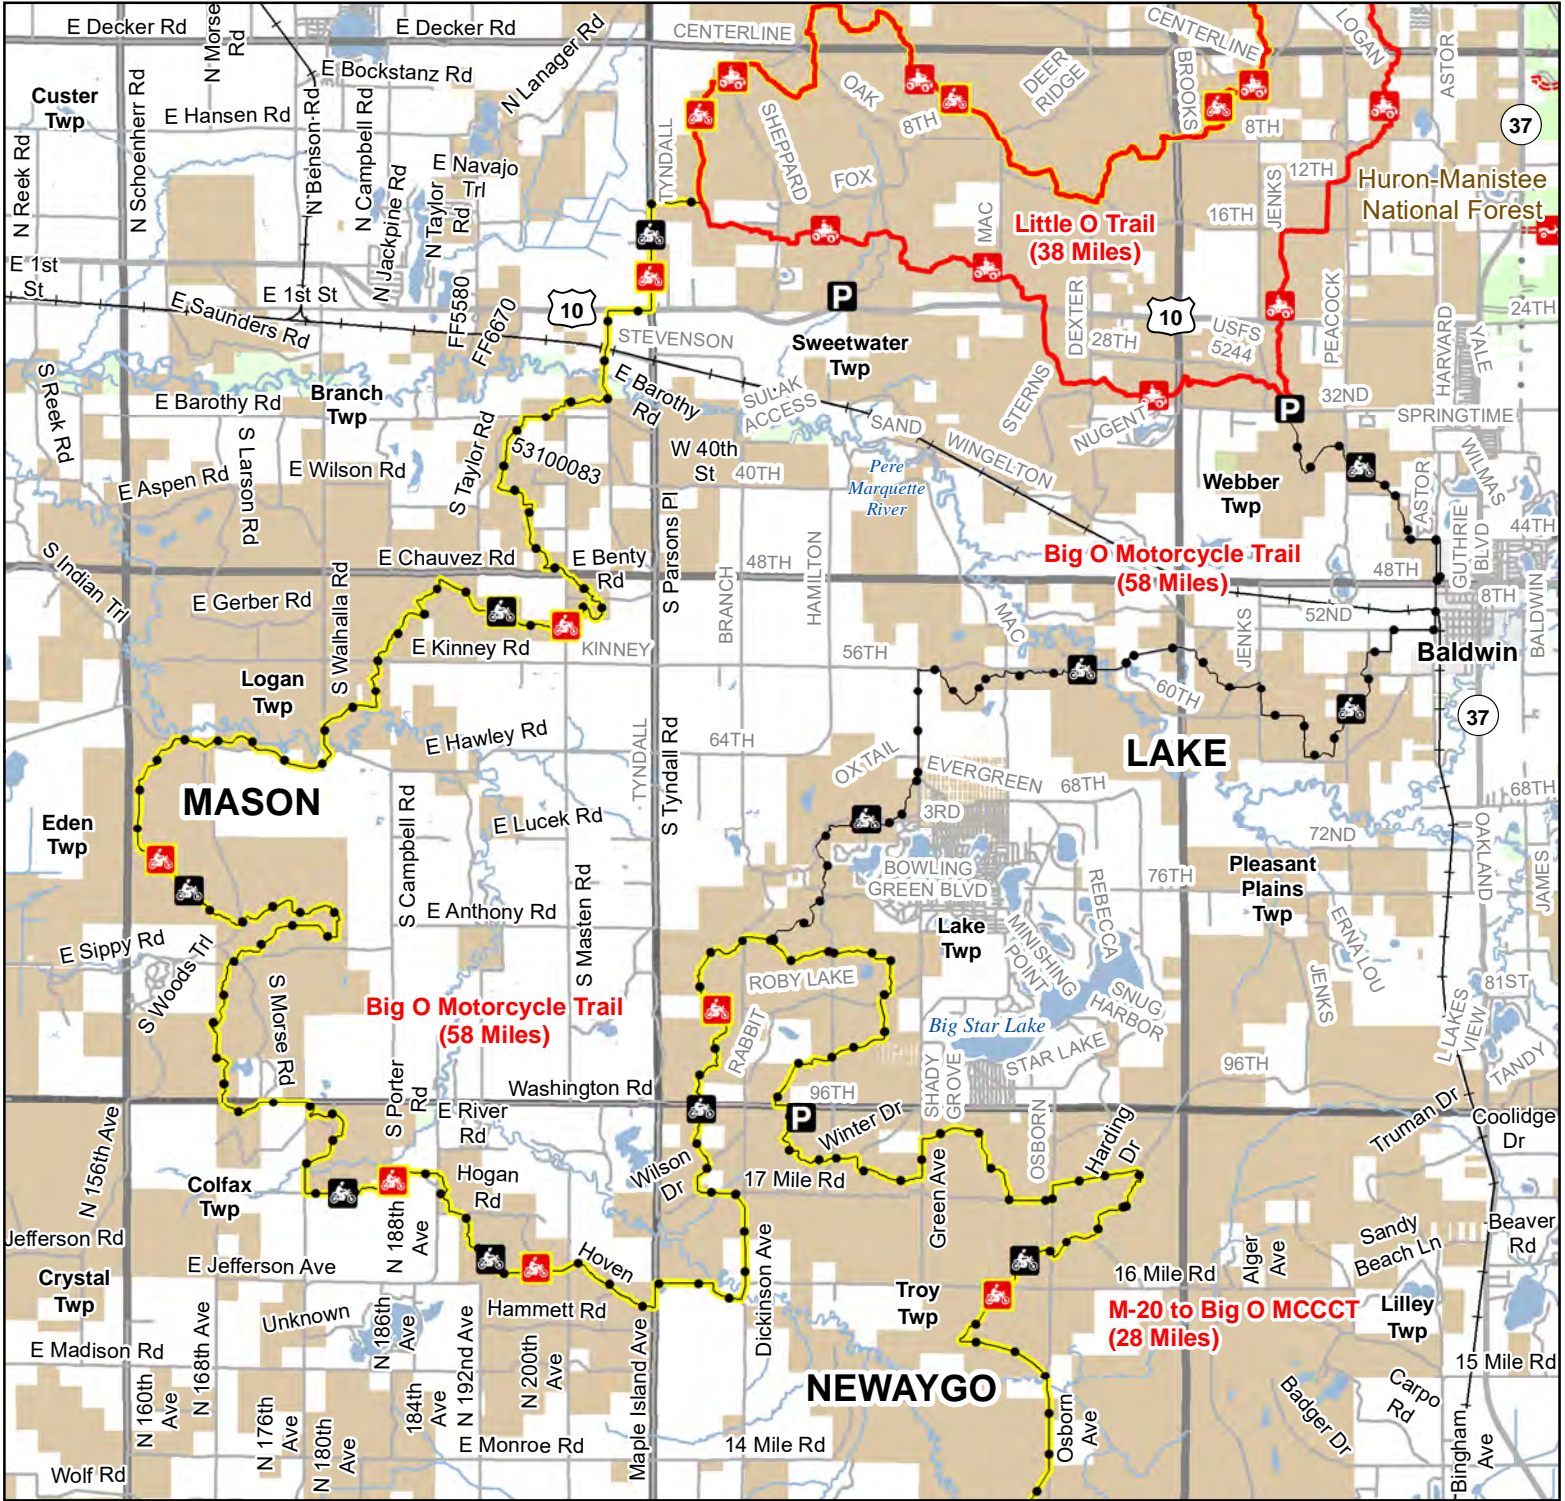 E Decker Rd
N Morse
Rd
E Decker Rd
N Lanager Rd
CENTERLINE
CENTERLINE
LOGAN
ASTOR
E Bockstanz Rd
Custer
Twp
N Schoenherr Rd
E Hansen Rd
N Benson-Rd
N Campbell Rd
OAK
DEER
RIDGE
BROOKS
8TH
8TH
37
N Reek Rd
N Jackpine Rd
N Taylor
Rd
E Navajo
Trl
TYNDALL
SHEPPARD
FOX
MAC
JENKS
12TH
16TH
Huron-Manistee
National Forest
Little O Trail
(38 Miles)
E 1st
St
E 1st St
E Saunders Rd
FF5580
FF6670
10
STEVENSON
P
Sweetwater
Twp
DEXTER
28TH
10
USFS
5244
PEACOCK
24TH
HARVARD
YALE
S Reek Rd
Branch
Twp
E Barothy Rd
E Barothy
Rd
SULAK
ACCESS
SAND
WINGELTON
STERNS
NUGENT
P
32ND
SPRINGTIME
S Larson Rd
E Wilson Rd
E Aspen Rd
S Taylor Rd
53100083
W 40th
St
40TH
Pere
Marquette
River
Webber
Twp
ASTOR
WILMAS
44TH
GUTHRIE
BLVD
S Indian Trl
E Chauvez Rd
E Benty
Rd
S Parsons Pl
48TH
BRANCH
HAMILTON
Big O Motorcycle Trail
(58 Miles)
48TH
8TH
52ND
BALDWIN
E Gerber Rd
S Walhalla Rd
E Kinney Rd
KINNEY
56TH
MAC
JENKS
60TH
Baldwin
Logan
Twp
E Hawley Rd
TYNDALL
S Tyndall Rd
64TH
OX TAIL
EVERGREEN
68TH
LAKE
37
68TH
MASON
Eden
Twp
S Campbell Rd
E Lucek Rd
3RD
72ND
OAKLAND
JAMES
BOWLING
GREEN BLVD
76TH
Pleasant
Plains
Twp
E Anthony Rd
S Masten Rd
Lake
Twp
MINISHING
POINT
REBECCA
ERNA LOU
JENKS
E Sippy Rd
S Woods Trl
S Morse Rd
ROBY LAKE
RABBIT
SNUG
HARBOR
81ST
Big O Motorcycle Trail
(58 Miles)
Big Star Lake
STAR LAKE
L LAKES
VIEW
TANDY
Washington Rd
96TH
SHADY
GROVE
96TH
S Porter
Rd
E River
Rd
P
Winter Dr
OSBORN
Harding
Dr
Truman Dr
Coolidge
Dr
N 156th Ave
Colfax
Twp
Hogan
Rd
Wilson
Dr
17 Mile Rd
Green Ave
N 188th
Ave
Jefferson Rd
E Jefferson Ave
Hoven
Dickinson Ave
Sandy
Beach Ln
Beaver
Rd
16 Mile Rd
Alger
Ave
Crystal
Twp
Unknown
Hammett Rd
Troy
Twp
M-20 to Big O MCCCT
(28 Miles)
Lilley
Twp
E Madison Rd
N 168th Ave
N 186th
Ave
N 192nd Ave
N 200th
Ave
Maple Island Ave
15 Mile Rd
NEWAYGO
N 160th
Ave
N 176th
Ave
N 180th
Ave
184th
Ave
E Monroe Rd
14 Mile Rd
Osborn
Ave
Badger Dr
Carpo
Rd
Bingham
Ave
Wolf Rd